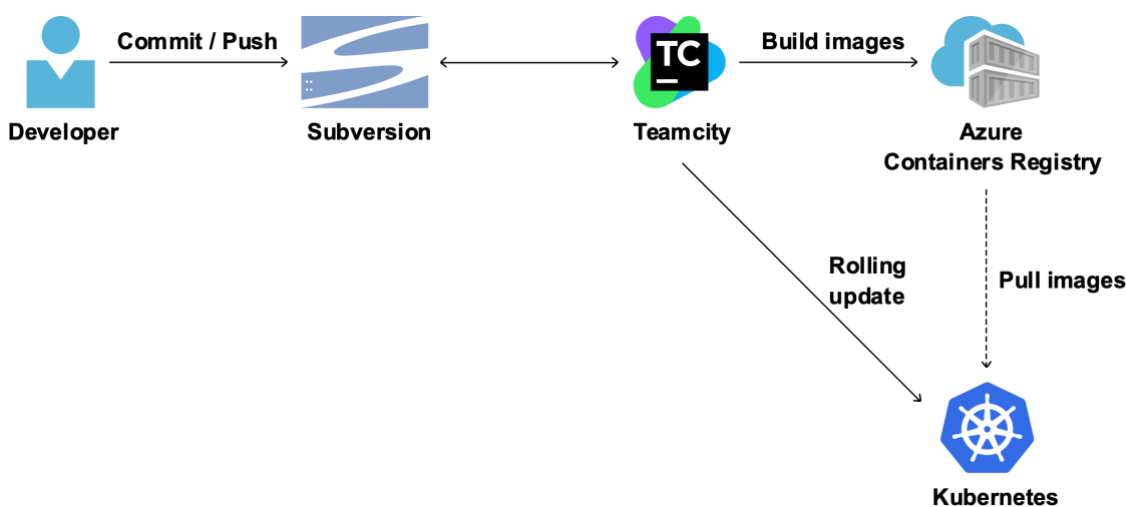 Commit / Push
Developer
Subversion
TC
Teamcity
Build images
Azure
Containers Registry
Rolling
update
Pull images
Kubernetes